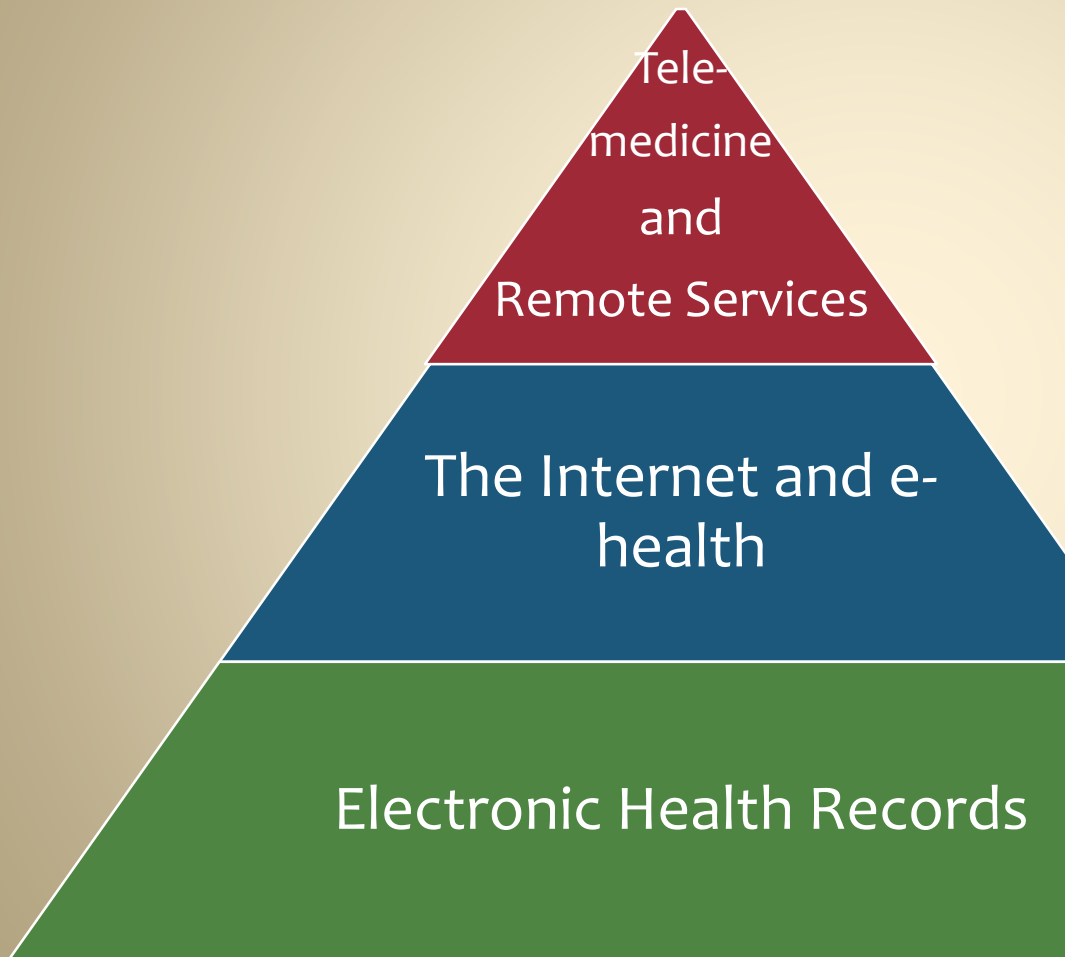 Tele-
medicine
and
Remote Services
The Internet and e-
health
Electronic Health Records